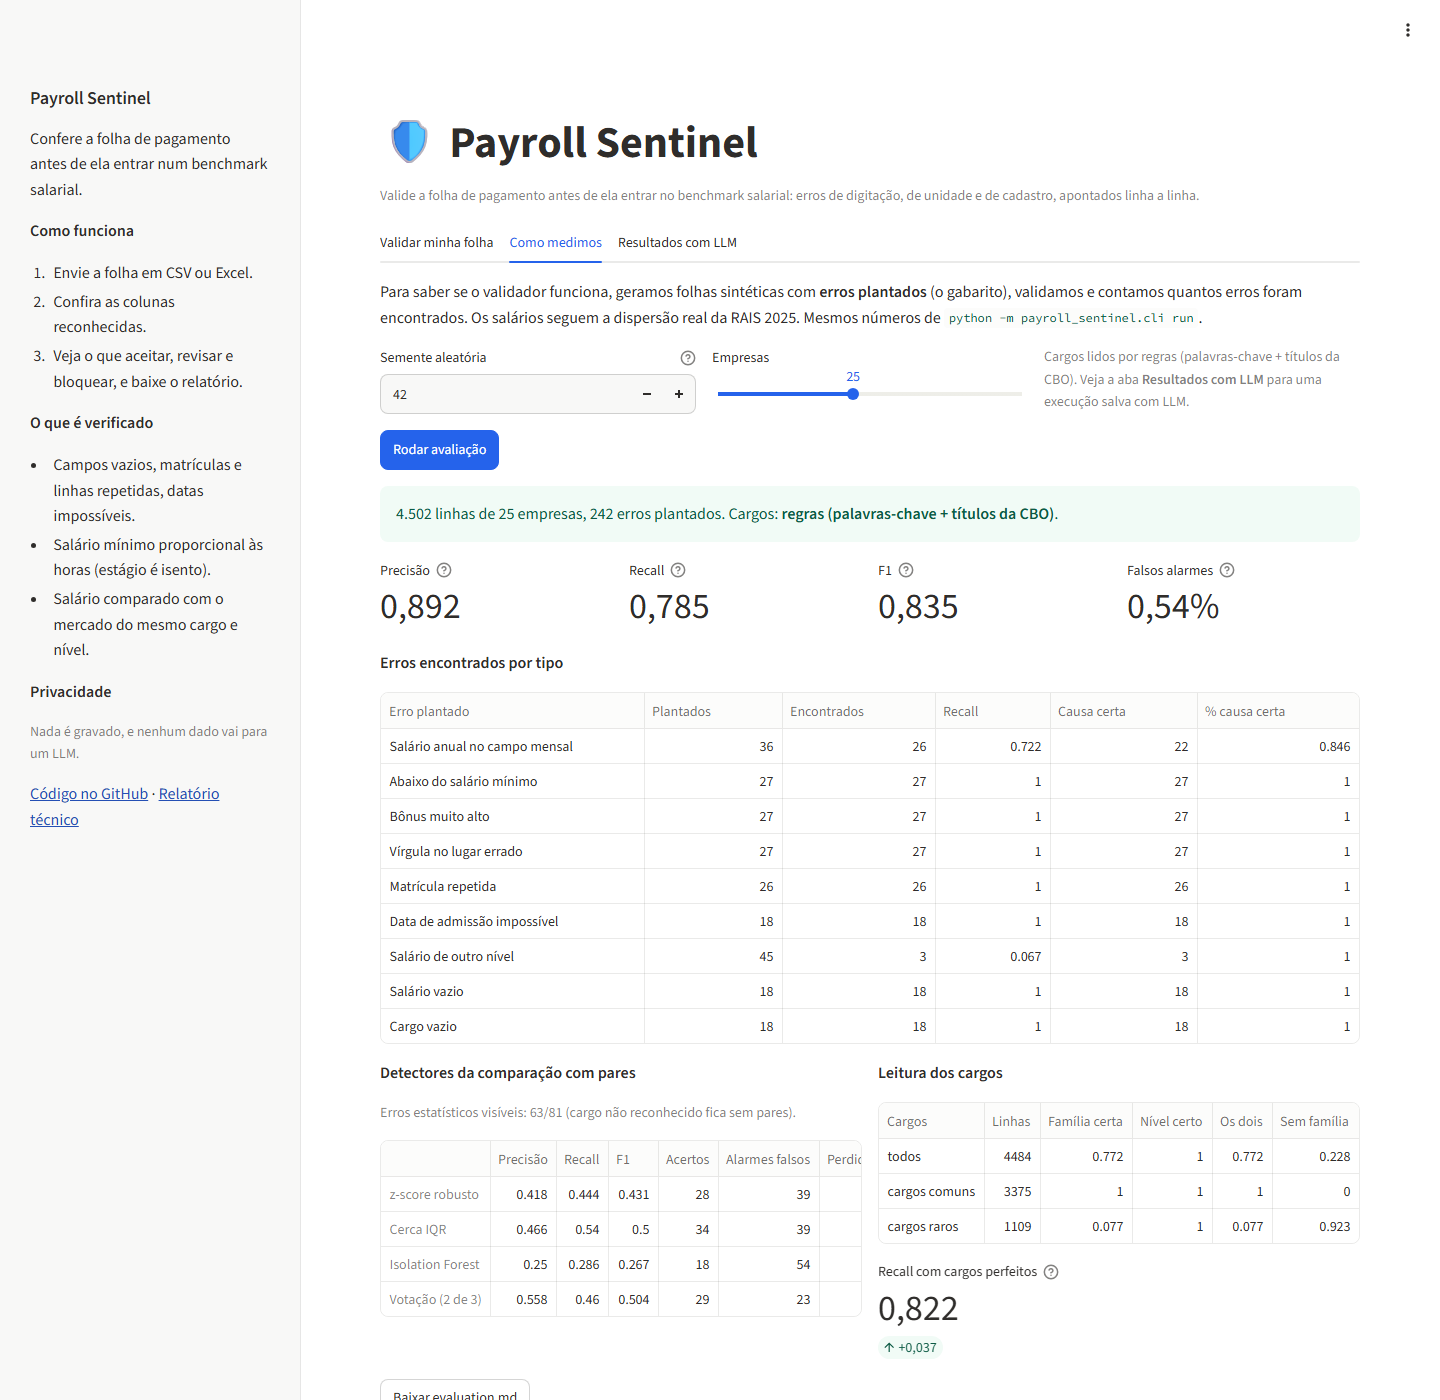 Payroll Sentinel
Confere a folha de pagamento
antes de ela entrar num benchmark
salarial.
Como funciona
1. Envie a folha em CSV ou Excel.
2. Confira as colunas
reconhecidas.
3. Veja o que aceitar, revisar e
bloquear, e baixe o relatório.
O que é verificado
• Campos vazios, matrículas e
linhas repetidas, datas
impossíveis.
• Salário mínimo proporcional às
horas (estágio é isento).
• Salário comparado com o
mercado do mesmo cargo e
nível.
Privacidade
Nada é gravado, e nenhum dado vai para
um LLM.
Código no GitHub · Relatório
técnico
Payroll Sentinel
Valide a folha de pagamento antes de ela entrar no benchmark salarial: erros de digitação, de unidade e de cadastro, apontados linha a linha.
Validar minha folha Como medimos Resultados com LLM
Para saber se o validador funciona, geramos folhas sintéticas com erros plantados (o gabarito), validamos e contamos quantos erros foram
encontrados. Os salários seguem a dispersão real da RAIS 2025. Mesmos números de python -m payroll_sentinel.cli run .
Semente aleatória
42
Empresas
25
Cargos lidos por regras (palavras-chave + títulos da
CBO). Veja a aba Resultados com LLM para uma
execução salva com LLM.
Rodar avaliação
4.502 linhas de 25 empresas, 242 erros plantados. Cargos: regras (palavras-chave + títulos da CBO).
Precisão Recall F1 Falsos alarmes
0,892 0,785 0,835 0,54%
Erros encontrados por tipo
Erro plantado Plantados Encontrados Recall Causa certa % causa certa
Salário anual no campo mensal 36 26 0.722 22 0.846
Abaixo do salário mínimo 27 27 1 27 1
Bônus muito alto 27 27 1 27 1
Vírgula no lugar errado 27 27 1 27 1
Matrícula repetida 26 26 1 26 1
Data de admissão impossível 18 18 1 18 1
Salário de outro nível 45 3 0.067 3 1
Salário vazio 18 18 1 18 1
Cargo vazio 18 18 1 18 1
Detectores da comparação com pares
Erros estatísticos visíveis: 63/81 (cargo não reconhecido fica sem pares).
Precisão Recall F1 Acertos Alarmes falsos
z-score robusto 0.418 0.444 0.431 28 39
Cerca IQR 0.466 0.54 0.5 34 39
Isolation Forest 0.25 0.286 0.267 18 54
Votação (2 de 3) 0.558 0.46 0.504 29 23
Leitura dos cargos
Cargos Linhas Família certa Nível certo Os dois Sem família
todos 4484 0.772 1 0.772 0.228
cargos comuns 3375 1 1 1 0
cargos raros 1109 0.077 1 0.077 0.923
Recall com cargos perfeitos
0,822
↑ +0,037
Baixar evaluation.md